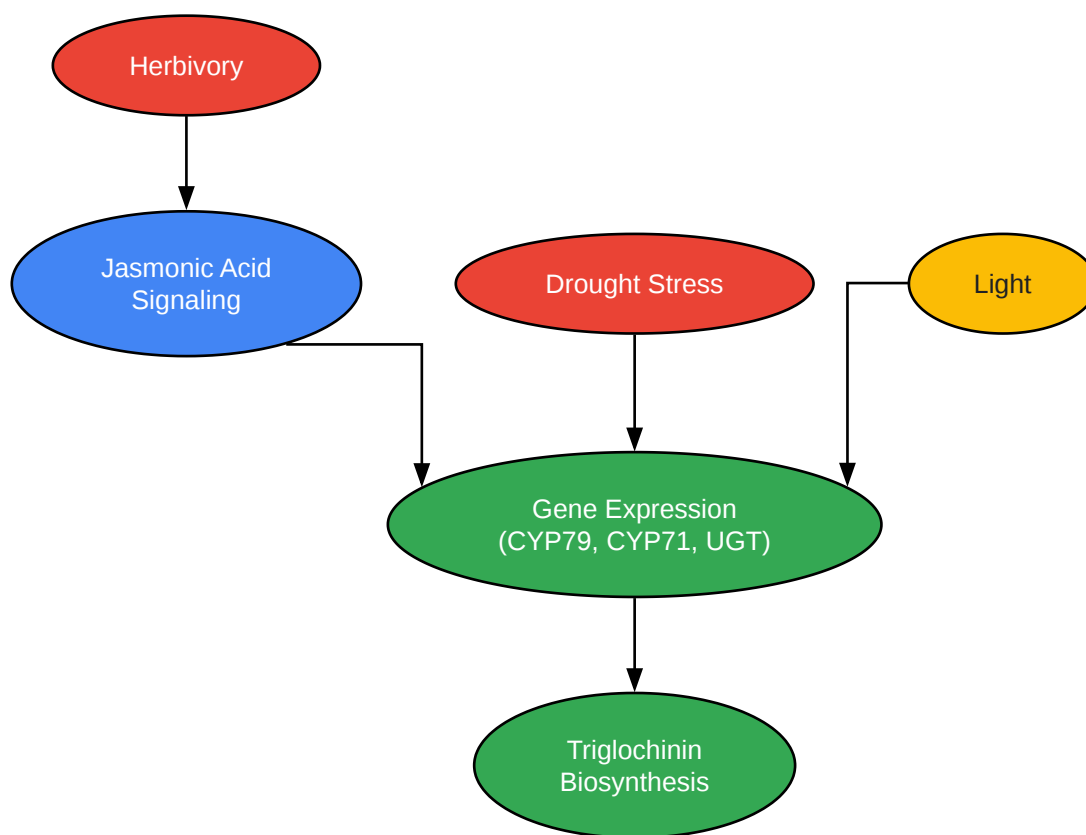 Herbivory
Jasmonic Acid
Signaling
Drought Stress
Light
Gene Expression
(CYP79, CYP71, UGT)
Triglochinin
Biosynthesis